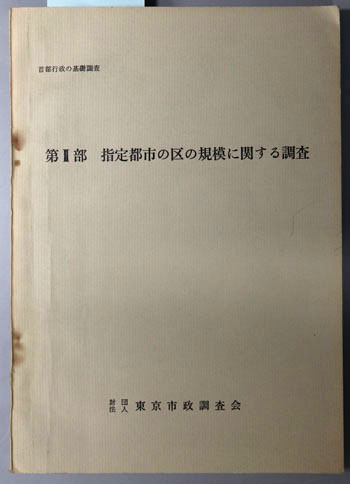 首都行政の基礎調査
第Ⅱ部 指定都市の区の規模に関する調査
財団法人 東京市政調査会